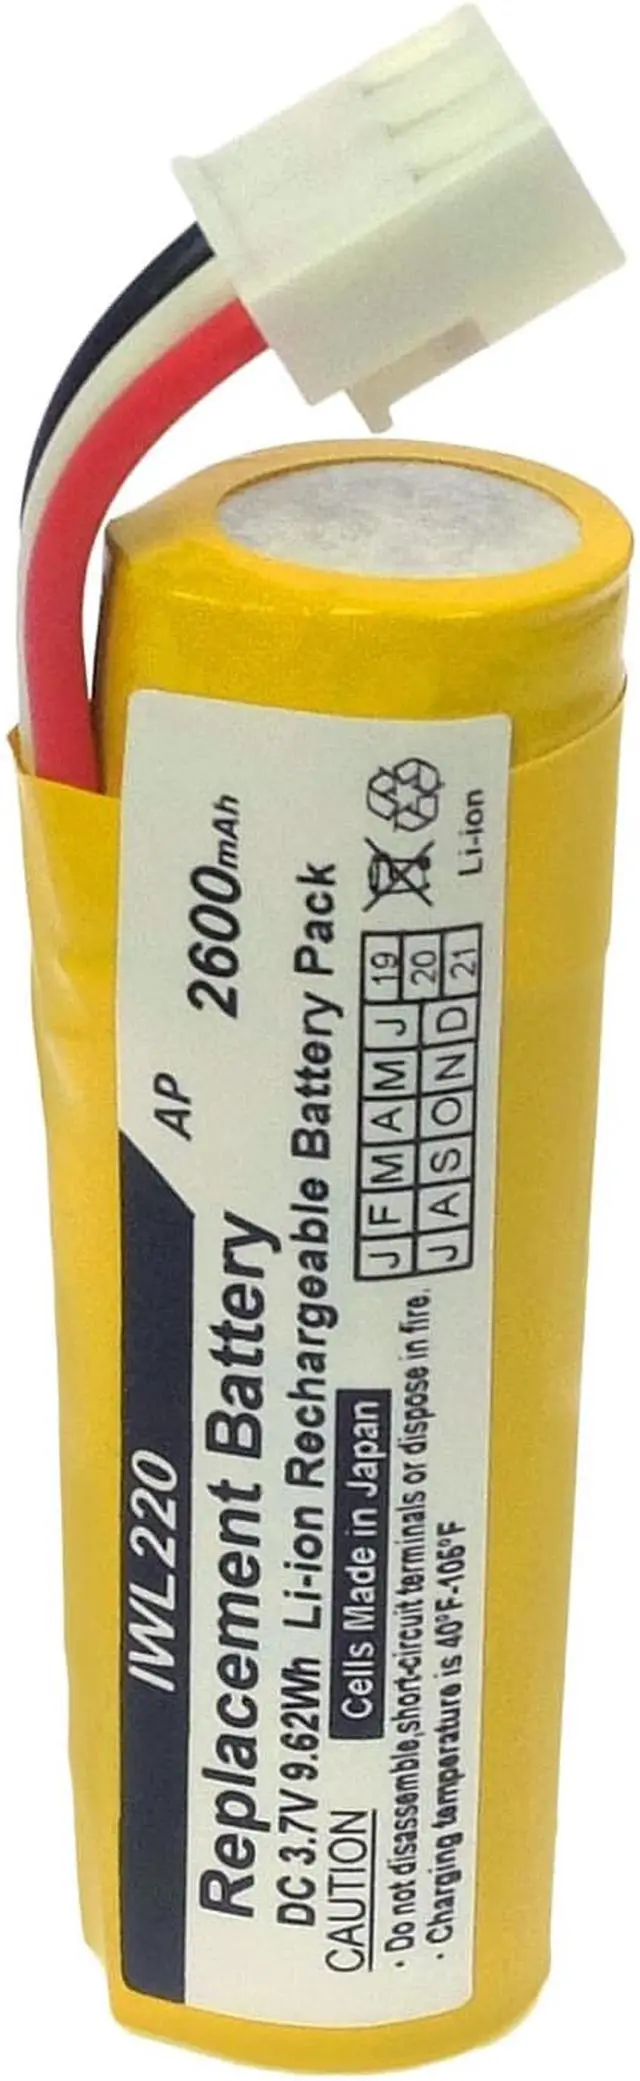 IWL220
AP
Replacement Battery 2600mAh
DC 3.7V 9.62Wh Li-ion Rechargeable Battery Pack
Cells Made in Japan
CAUTION
• Do not disassemble,short-circuit terminals or dispose in fire.
• Charging temperature is 40°F-105°F
J F M A M J 19
20
J A S O N D 21
Li-ion